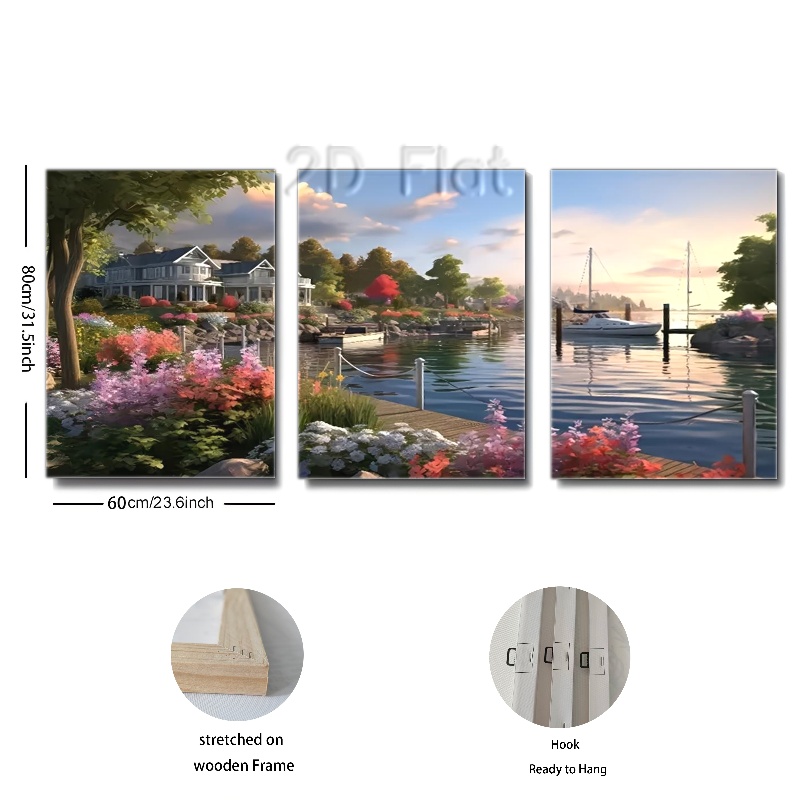 2D Flat
80cm/31.5inch
60cm/23.6inch
stretched on
wooden Frame
Hook
Ready to Hang